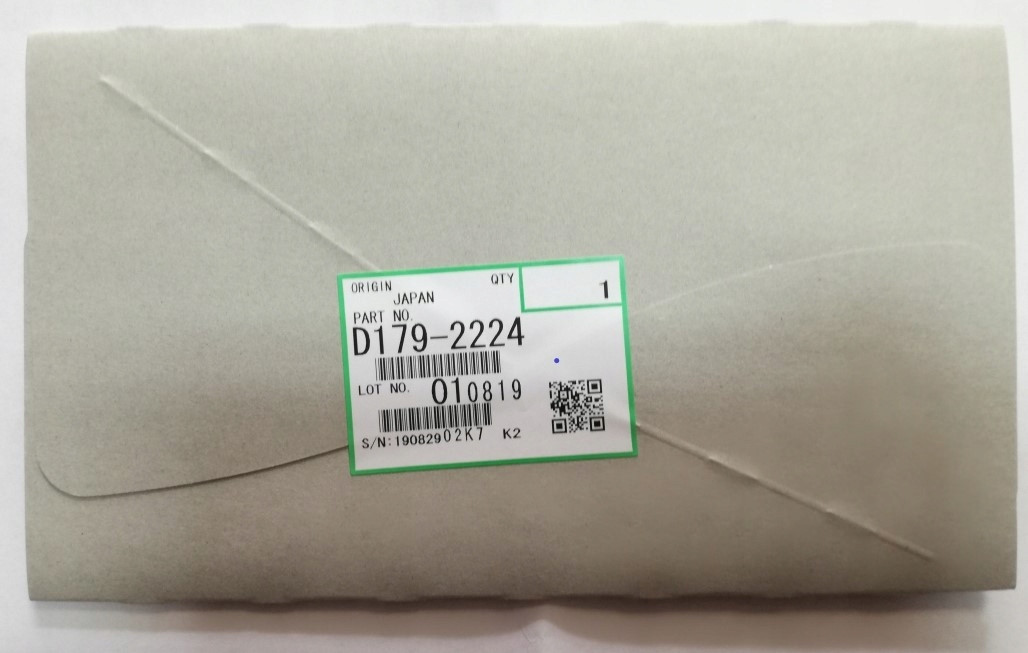 ORIGIN QTY 1
JAPAN
PART NO.
D179-2224
LOT NO. 010819
S/N:19082902K7 K2